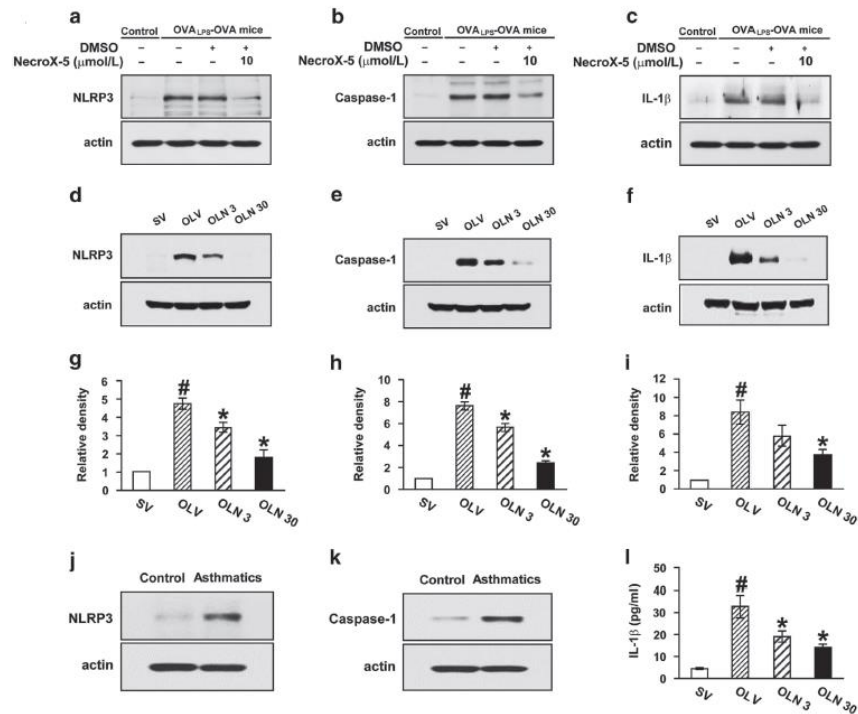 a
Control OVALPS-OVA mice
DMSO – – + +
NecroX-5 (μmol/L) – – – 10
NLRP3
actin
b
Control OVALPS-OVA mice
DMSO – – + +
NecroX-5 (μmol/L) – – – 10
Caspase-1
actin
c
Control OVALPS-OVA mice
DMSO – – + +
NecroX-5 (μmol/L) – – – 10
IL-1β
actin
d
SV OLV OLN 3 OLN 30
NLRP3
actin
e
SV OLV OLN 3 OLN 30
Caspase-1
actin
f
SV OLV OLN 3 OLN 30
IL-1β
actin
g
Relative density
6
5
4
3
2
1
0
# * *
SV OLV OLN 3 OLN 30
h
Relative density
10
8
6
4
2
0
# * *
SV OLV OLN 3 OLN 30
i
Relative density
12
10
8
6
4
2
0
# *
SV OLV OLN 3 OLN 30
j
Control Asthmatics
NLRP3
actin
k
Control Asthmatics
Caspase-1
actin
l
IL-1β (pg/ml)
50
40
30
20
10
0
# * *
SV OLV OLN 3 OLN 30